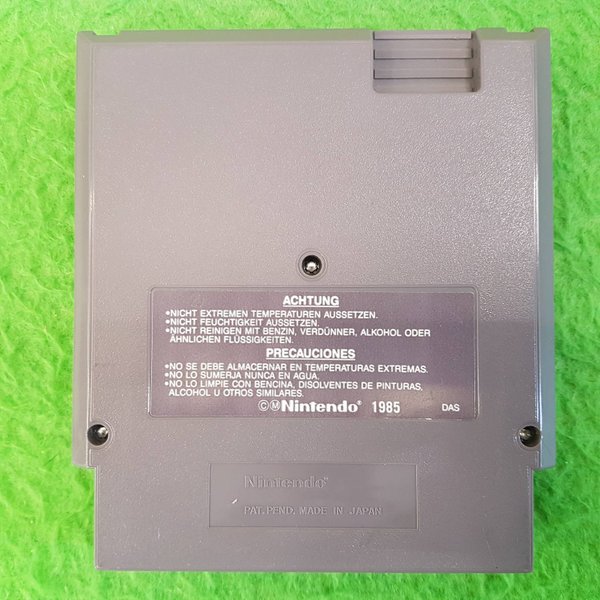 ACHTUNG
•NICHT EXTREMEN TEMPERATUREN AUSSETZEN.
•NICHT FEUCHTIGKEIT AUSSETZEN.
•NICHT REINIGEN MIT BENZIN, VERDÜNNER, ALKOHOL ODER
ÄHNLICHEN FLÜSSIGKEITEN.
PRECAUCIONES
•NO SE DEBE ALMACERNAR EN TEMPERATURAS EXTREMAS.
•NO LO SUMERJA NUNCA EN AGUA.
•NO LO LIMPIE CON BENCINA, DISOLVENTES DE PINTURAS,
ALCOHOL U OTROS SIMILARES.
©Ⓜ Nintendo® 1985 DAS
Nintendo®
PAT. PEND. MADE IN JAPAN